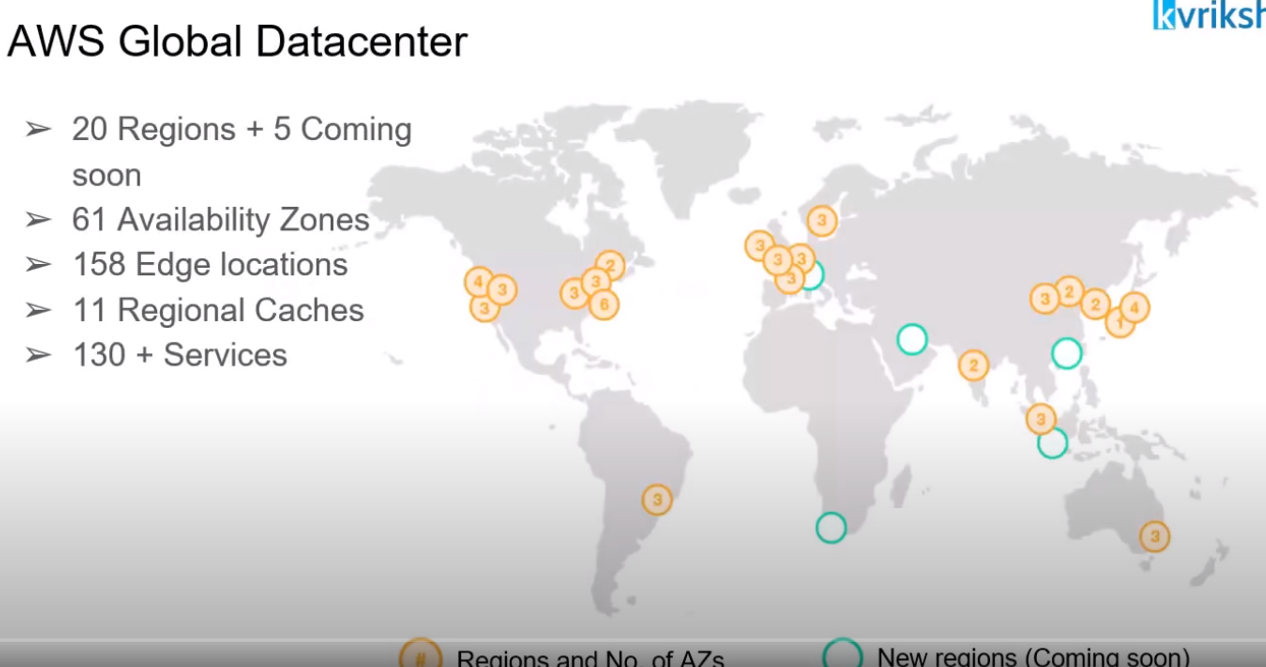 kvriksh
AWS Global Datacenter
➢ 20 Regions + 5 Coming
soon
➢ 61 Availability Zones
➢ 158 Edge locations
➢ 11 Regional Caches
➢ 130 + Services
3
3
3
3
3
2
4
3
3
3
3
6
3
2
2
4
1
2
3
3
3
# Regions and No. of AZs
New regions (Coming soon)